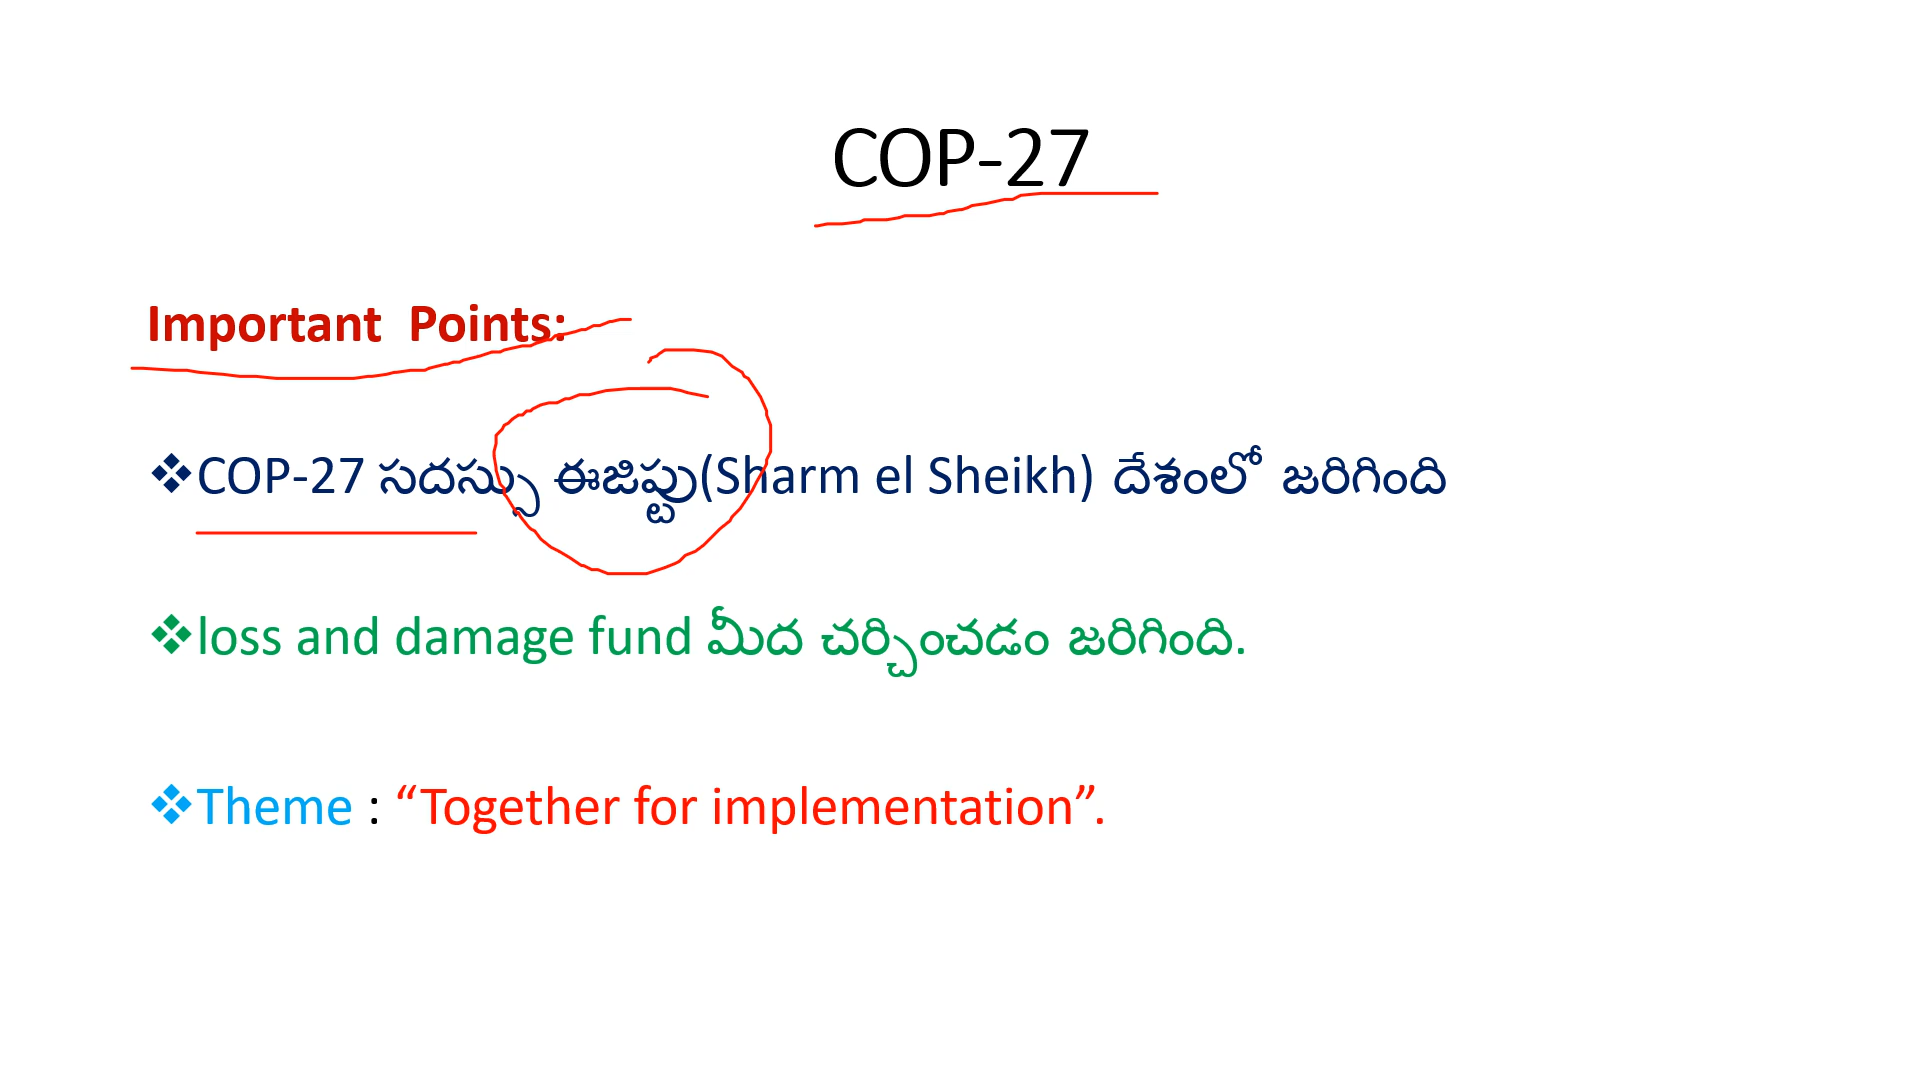 COP-27
Important Points:
❖COP-27 సదస్సు ఈజిప్టు(Sharm el Sheikh) దేశంలో జరిగింది
❖loss and damage fund మీద చర్చించడం జరిగింది.
❖Theme : “Together for implementation”.